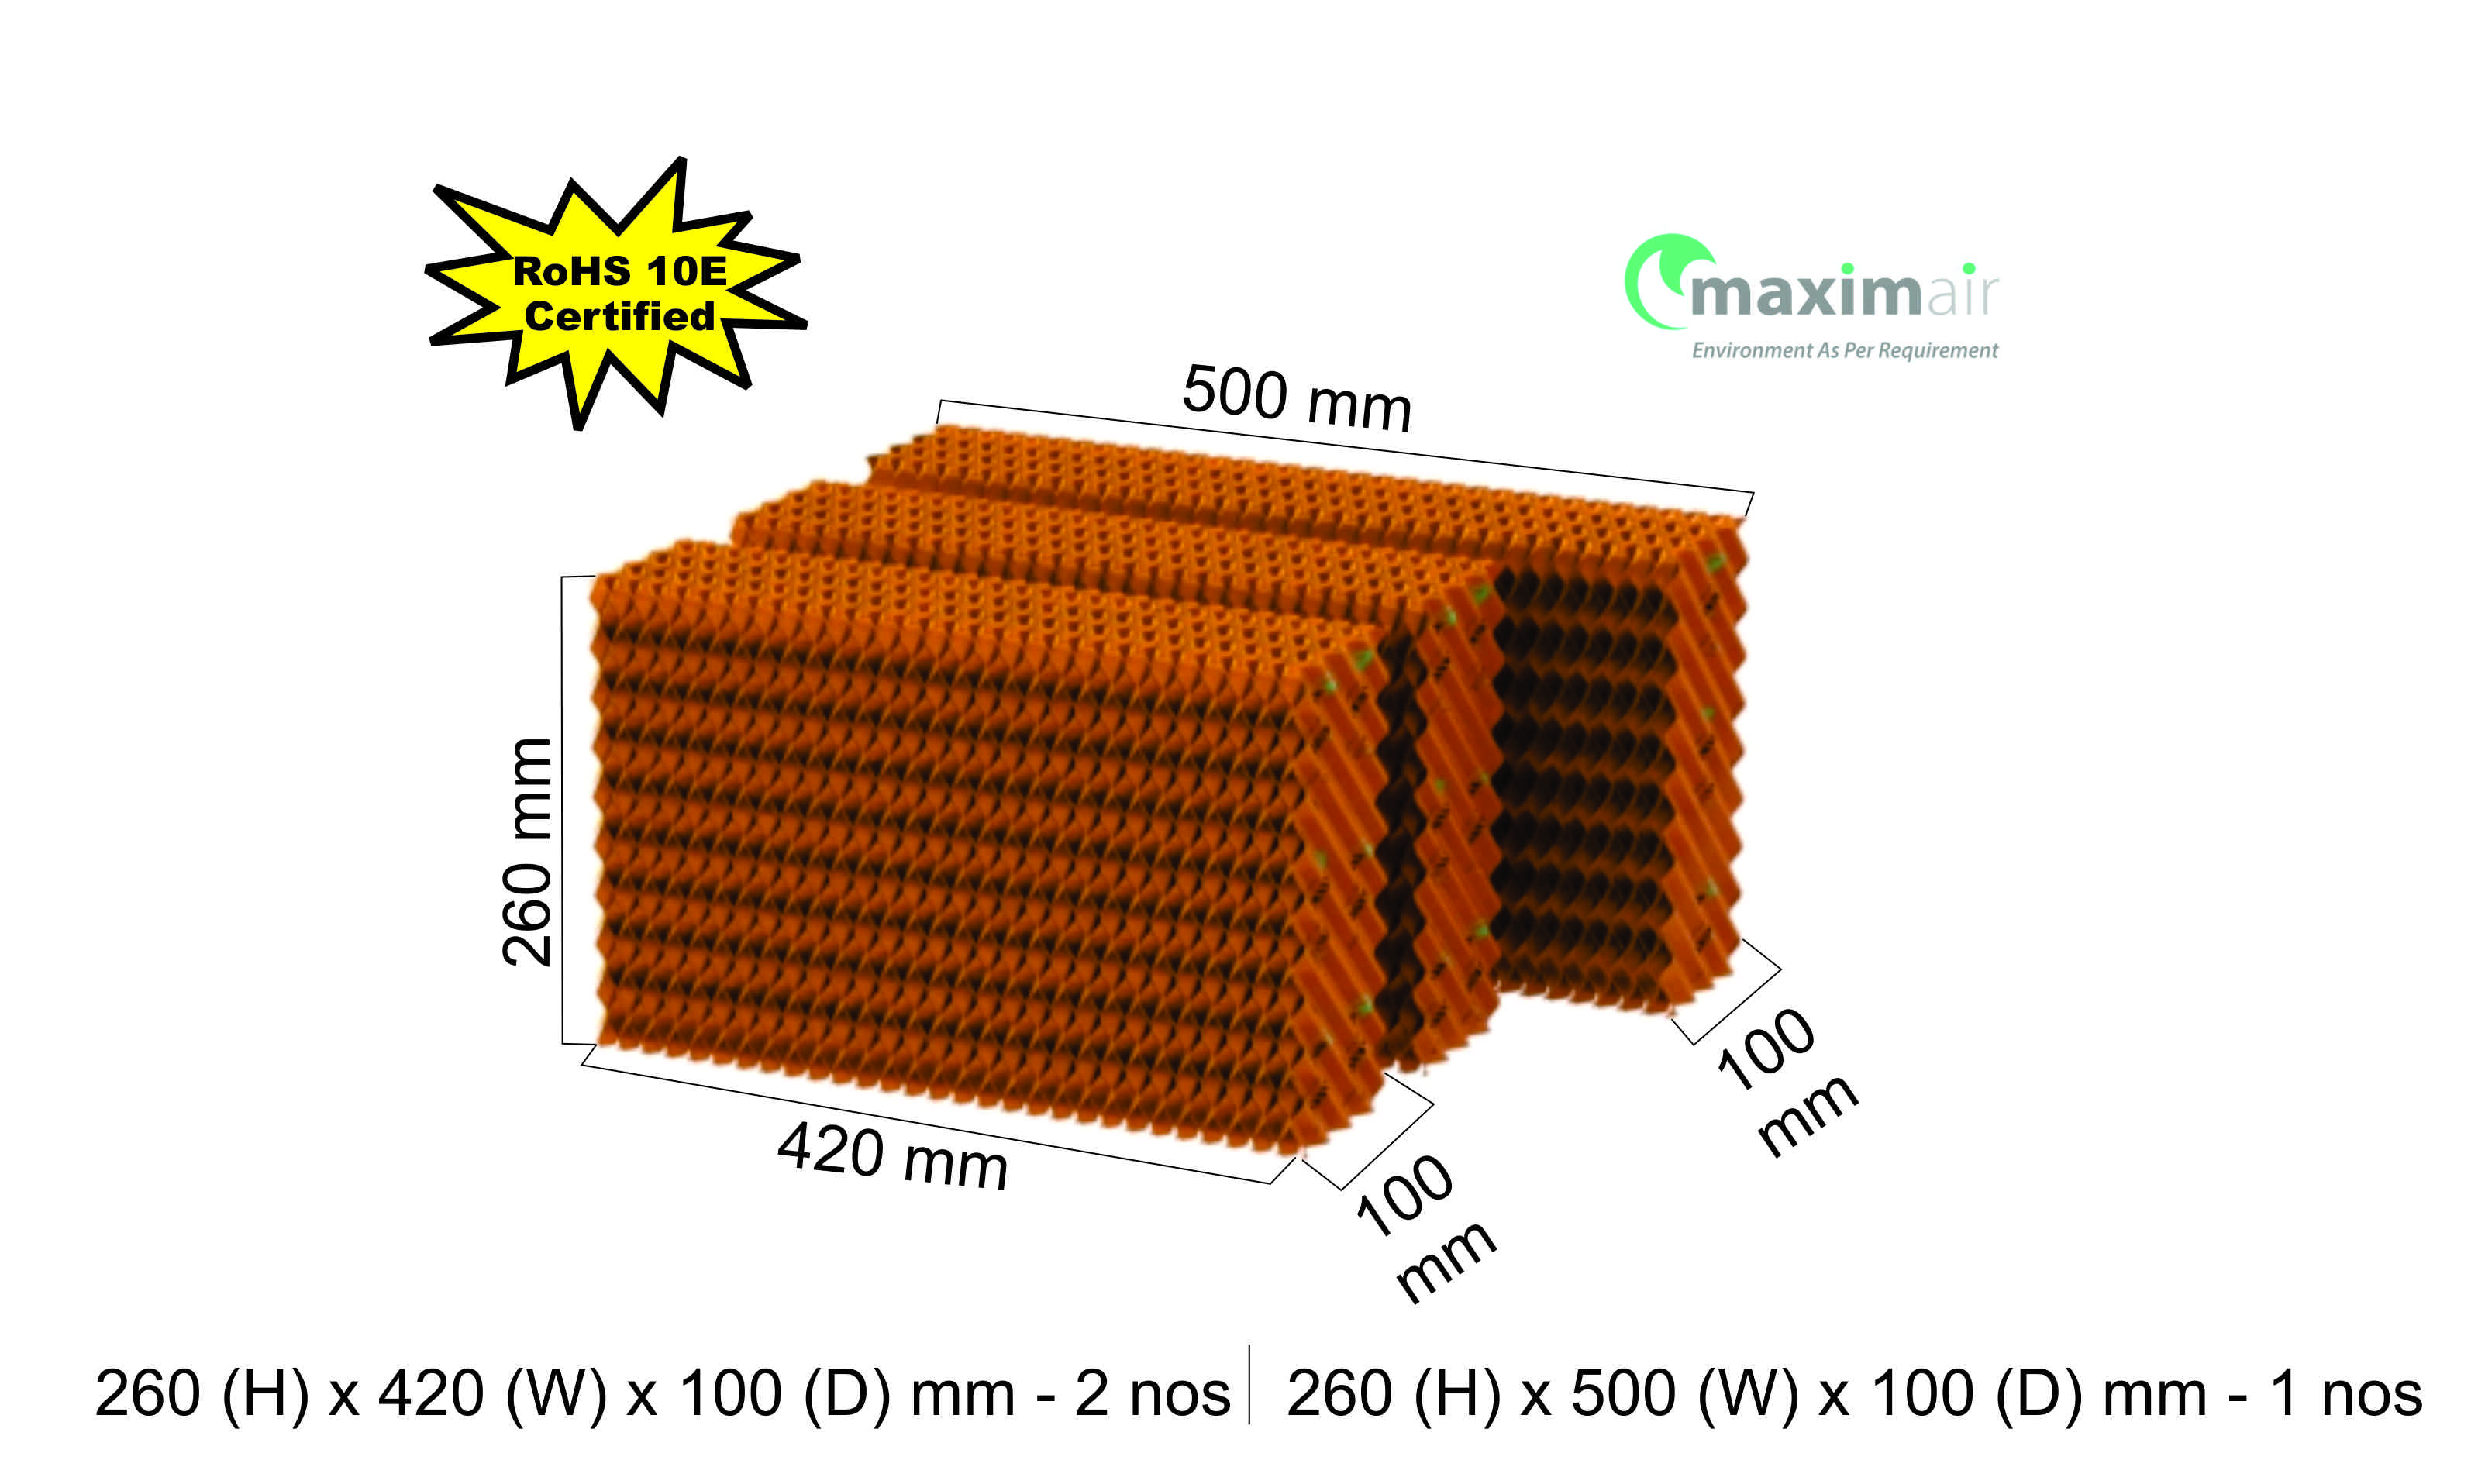 RoHS 10E
Certified
maximair
Environment As Per Requirement
500 mm
260 mm
420 mm
100
mm
100
mm
260 (H) x 420 (W) x 100 (D) mm - 2 nos
260 (H) x 500 (W) x 100 (D) mm - 1 nos